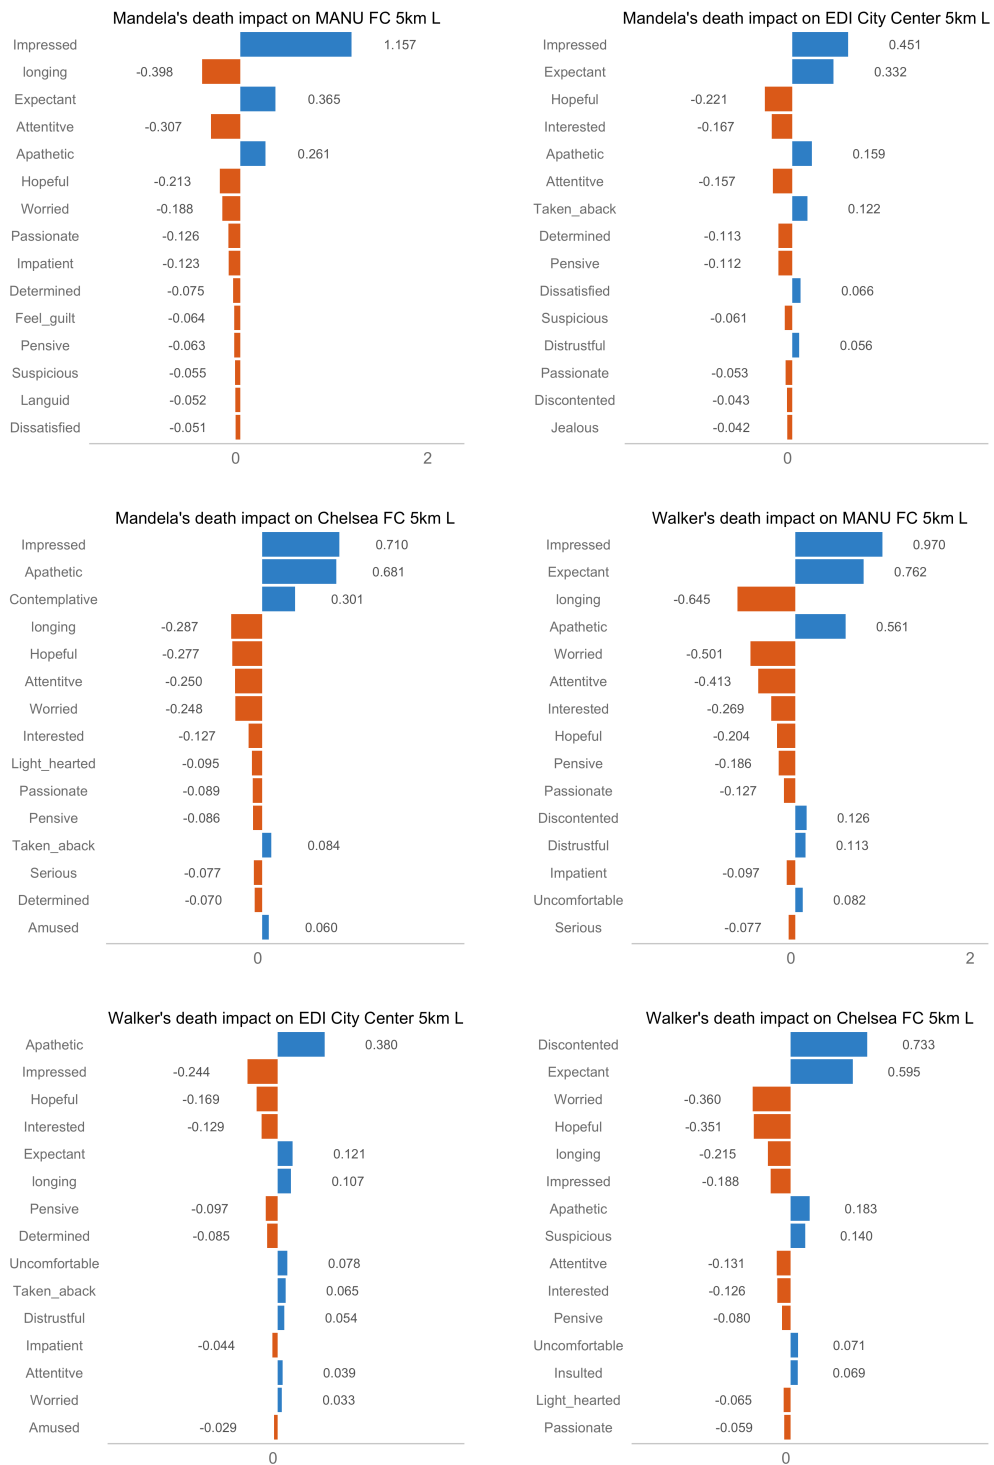 Mandela's death impact on MANU FC 5km L
Impressed 1.157
longing -0.398
Expectant 0.365
Attentitve -0.307
Apathetic 0.261
Hopeful -0.213
Worried -0.188
Passionate -0.126
Impatient -0.123
Determined -0.075
Feel_guilt -0.064
Pensive -0.063
Suspicious -0.055
Languid -0.052
Dissatisfied -0.051
0 2
Mandela's death impact on EDI City Center 5km L
Impressed 0.451
Expectant 0.332
Hopeful -0.221
Interested -0.167
Apathetic 0.159
Attentitve -0.157
Taken_aback 0.122
Determined -0.113
Pensive -0.112
Dissatisfied 0.066
Suspicious -0.061
Distrustful 0.056
Passionate -0.053
Discontented -0.043
Jealous -0.042
0
Mandela's death impact on Chelsea FC 5km L
Impressed 0.710
Apathetic 0.681
Contemplative 0.301
longing -0.287
Hopeful -0.277
Attentitve -0.250
Worried -0.248
Interested -0.127
Light_hearted -0.095
Passionate -0.089
Pensive -0.086
Taken_aback 0.084
Serious -0.077
Determined -0.070
Amused 0.060
0
Walker's death impact on MANU FC 5km L
Impressed 0.970
Expectant 0.762
longing -0.645
Apathetic 0.561
Worried -0.501
Attentitve -0.413
Interested -0.269
Hopeful -0.204
Pensive -0.186
Passionate -0.127
Discontented 0.126
Distrustful 0.113
Impatient -0.097
Uncomfortable 0.082
Serious -0.077
0 2
Walker's death impact on EDI City Center 5km L
Apathetic 0.380
Impressed -0.244
Hopeful -0.169
Interested -0.129
Expectant 0.121
longing 0.107
Pensive -0.097
Determined -0.085
Uncomfortable 0.078
Taken_aback 0.065
Distrustful 0.054
Impatient -0.044
Attentitve 0.039
Worried 0.033
Amused -0.029
0
Walker's death impact on Chelsea FC 5km L
Discontented 0.733
Expectant 0.595
Worried -0.360
Hopeful -0.351
longing -0.215
Impressed -0.188
Apathetic 0.183
Suspicious 0.140
Attentitve -0.131
Interested -0.126
Pensive -0.080
Uncomfortable 0.071
Insulted 0.069
Light_hearted -0.065
Passionate -0.059
0